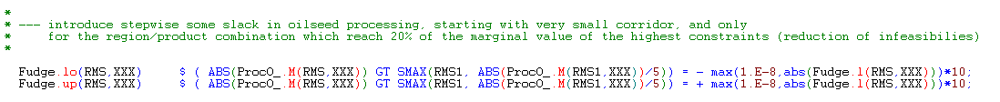 *
* --- introduce stepwise some slack in oilseed processing, starting with very small corridor, and only
* for the region/product combination which reach 20% of the marginal value of the highest constraints (reduction of infeasibilies)
*
Fudge.lo(RMS,XXX) $ ( ABS(ProcO_.M(RMS,XXX)) GT SMAX(RMS1, ABS(ProcO_.M(RMS1,XXX))/5)) = - max(1.E-8,abs(Fudge.l(RMS,XXX)))*10;
Fudge.up(RMS,XXX) $ ( ABS(ProcO_.M(RMS,XXX)) GT SMAX(RMS1, ABS(ProcO_.M(RMS1,XXX))/5)) = + max(1.E-8,abs(Fudge.l(RMS,XXX)))*10;